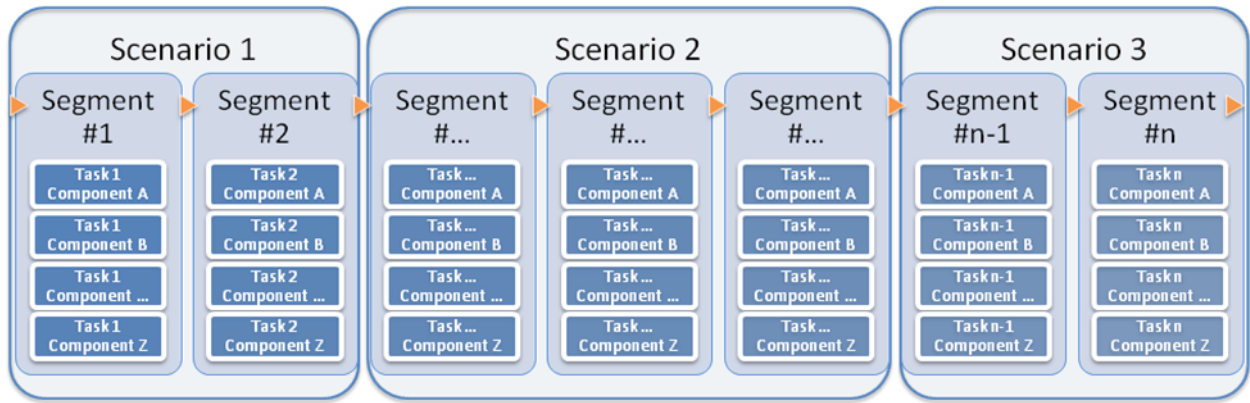 Scenario 1
Segment
#1
Task1
Component A
Task1
Component B
Task1
Component ...
Task1
Component Z
Segment
#2
Task2
Component A
Task2
Component B
Task2
Component ...
Task2
Component Z
Scenario 2
Segment
#...
Task...
Component A
Task...
Component B
Task...
Component ...
Task...
Component Z
Segment
#...
Task...
Component A
Task...
Component B
Task...
Component ...
Task...
Component Z
Segment
#...
Task...
Component A
Task...
Component B
Task...
Component ...
Task...
Component Z
Scenario 3
Segment
#n-1
Taskn-1
Component A
Taskn-1
Component B
Taskn-1
Component ...
Taskn-1
Component Z
Segment
#n
Taskn
Component A
Taskn
Component B
Taskn
Component ...
Taskn
Component Z